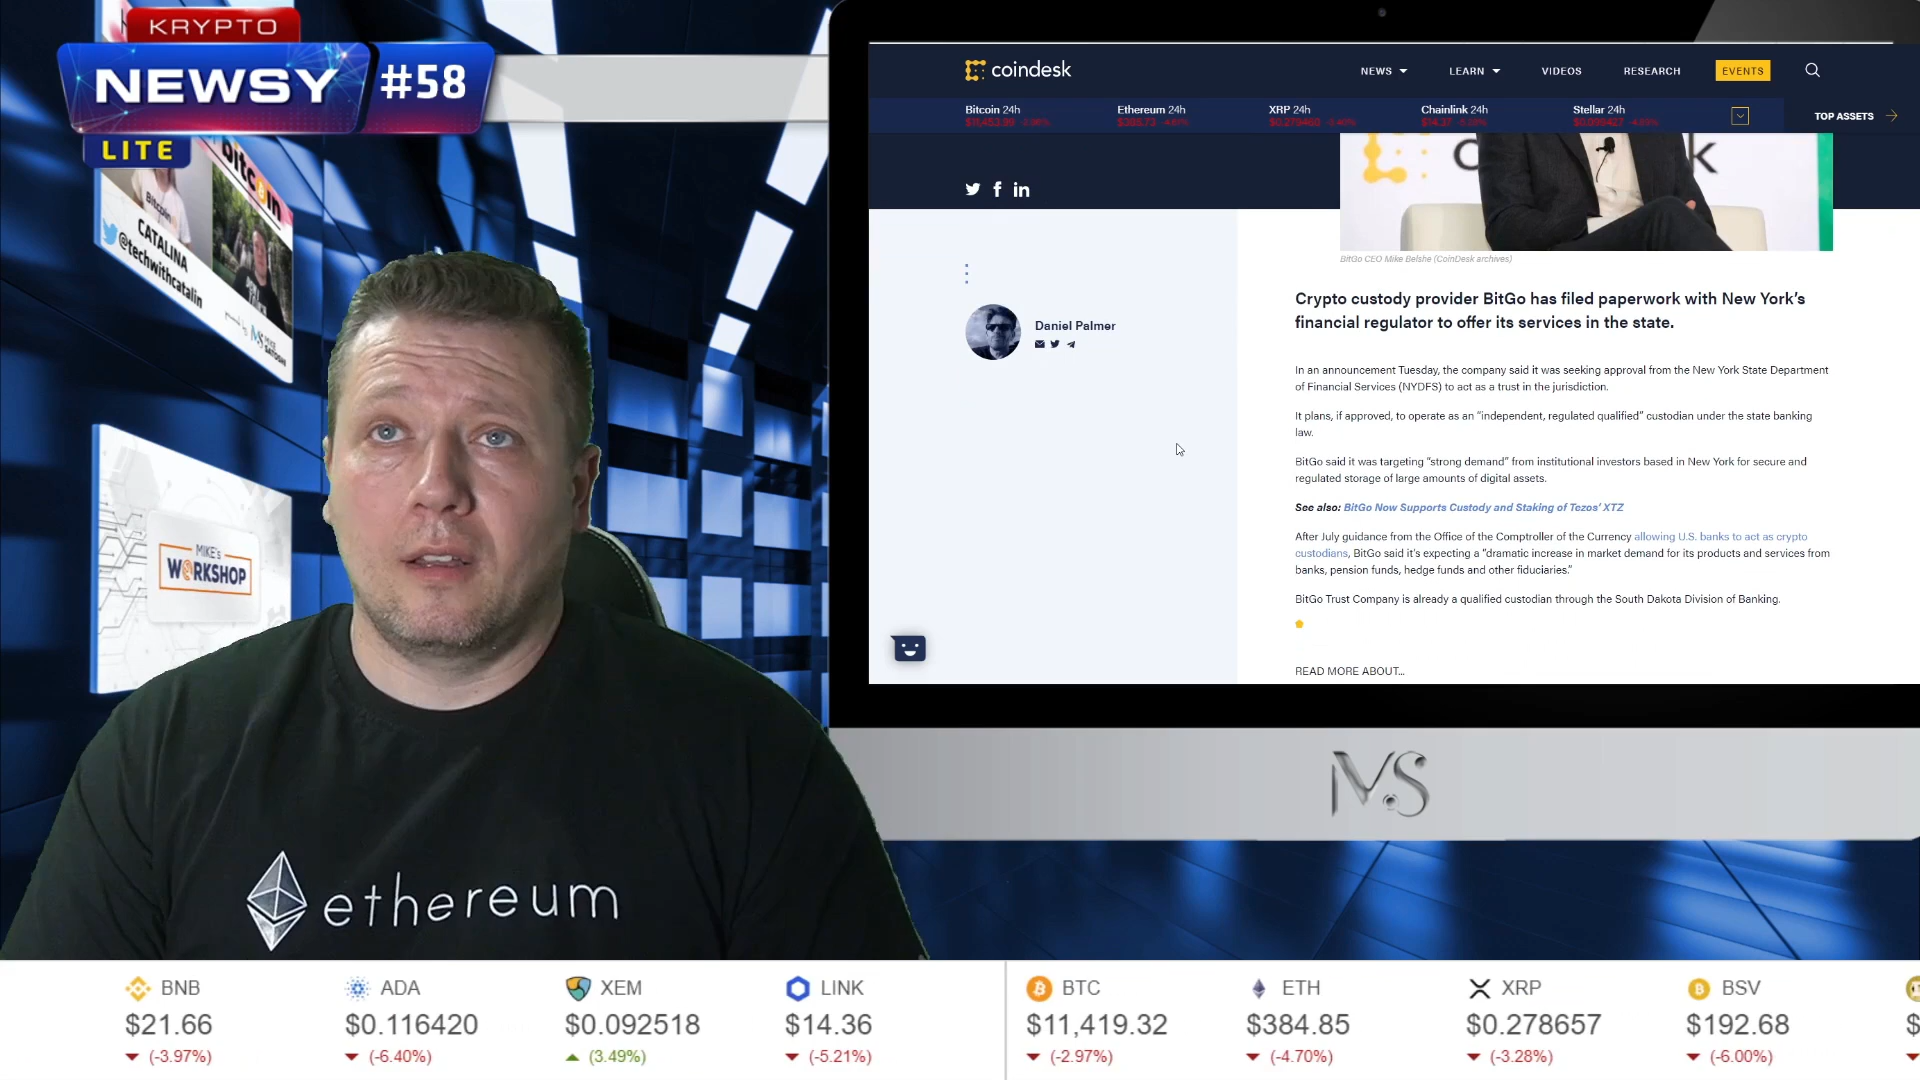 KRYPTO
NEWSY #58
LITE
bitcoin
Bitcoin
CATALINA
@techwithcatalin
MIKE
SATOSHI
MIKE's
WORKSHOP
ethereum
coindesk
NEWS
LEARN
VIDEOS
RESEARCH
EVENTS
Bitcoin 24h
Ethereum 24h
XRP 24h
Chainlink 24h
Stellar 24h
TOP ASSETS
BitGo CEO Mike Belshe (CoinDesk archives)
Daniel Palmer
Crypto custody provider BitGo has filed paperwork with New York’s
financial regulator to offer its services in the state.
In an announcement Tuesday, the company said it was seeking approval from the New York State Department
of Financial Services (NYDFS) to act as a trust in the jurisdiction.
It plans, if approved, to operate as an “independent, regulated qualified” custodian under the state banking
law.
BitGo said it was targeting “strong demand” from institutional investors based in New York for secure and
regulated storage of large amounts of digital assets.
See also: BitGo Now Supports Custody and Staking of Tezos’ XTZ
After July guidance from the Office of the Comptroller of the Currency allowing U.S. banks to act as crypto
custodians, BitGo said it’s expecting a “dramatic increase in market demand for its products and services from
banks, pension funds, hedge funds and other fiduciaries.”
BitGo Trust Company is already a qualified custodian through the South Dakota Division of Banking.
READ MORE ABOUT...
MS
BNB
$21.66
(-3.97%)
ADA
$0.116420
(-6.40%)
XEM
$0.092518
(3.49%)
LINK
$14.36
(-5.21%)
BTC
$11,419.32
(-2.97%)
ETH
$384.85
(-4.70%)
XRP
$0.278657
(-3.28%)
BSV
$192.68
(-6.00%)